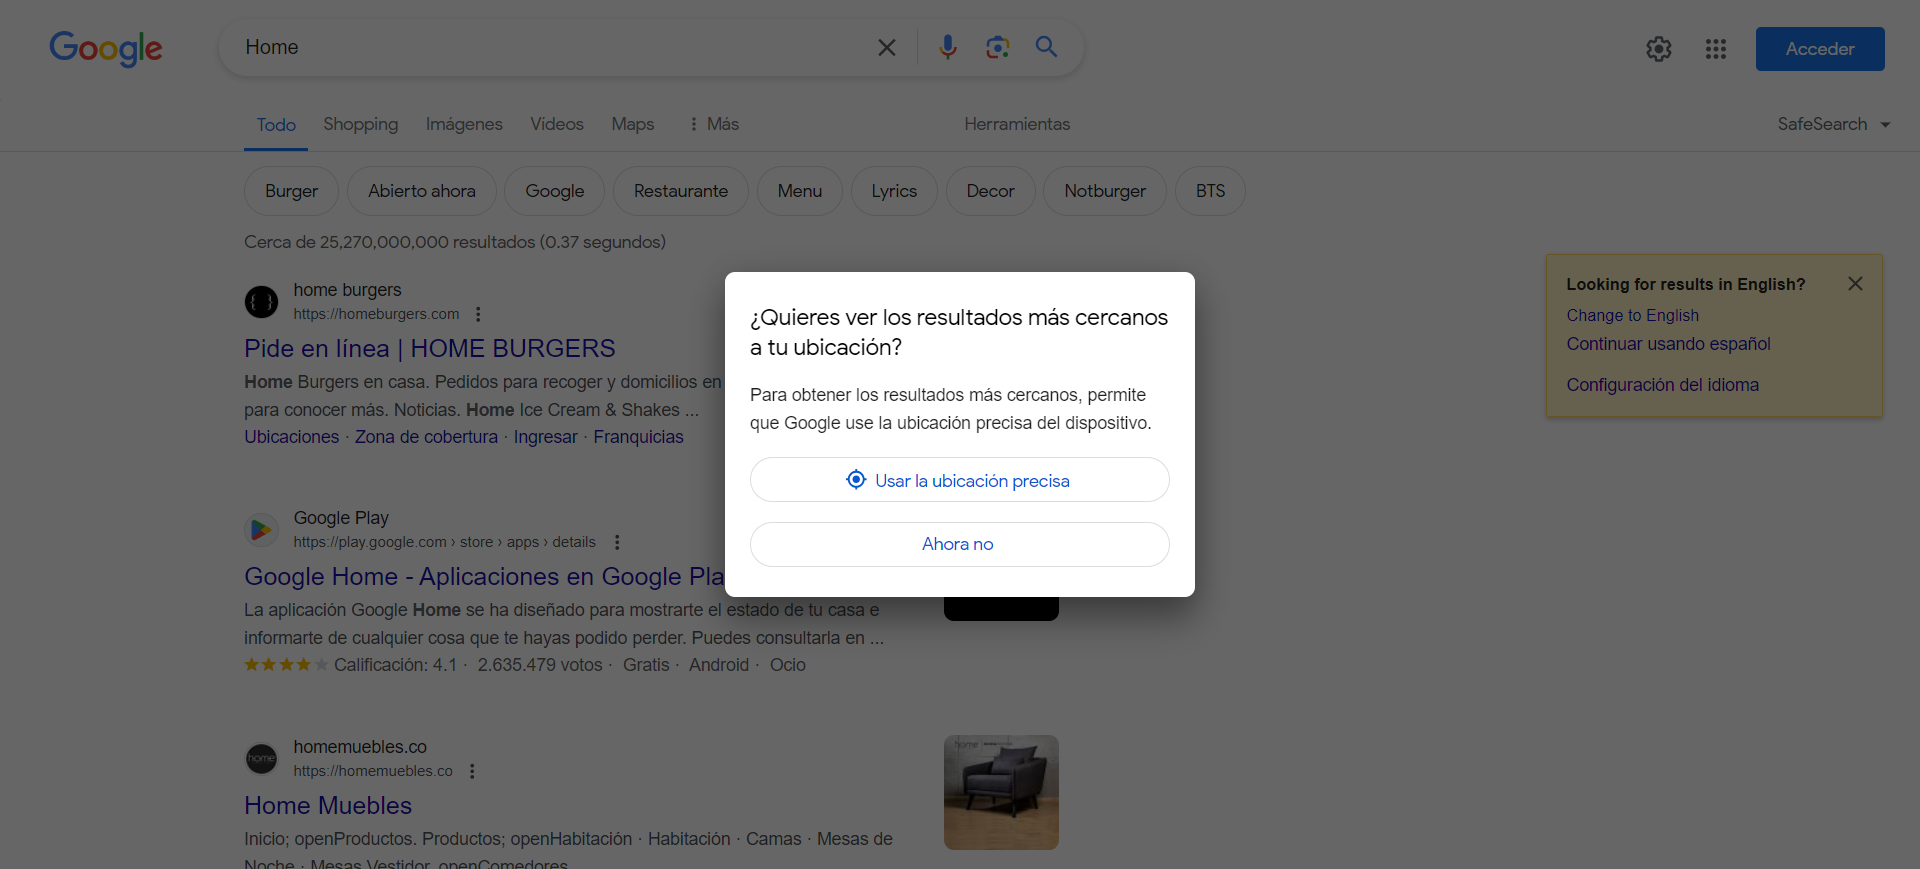 Google
Home
Acceder
Todo
Shopping
Imágenes
Videos
Maps
Más
Herramientas
SafeSearch
Burger
Abierto ahora
Google
Restaurante
Menu
Lyrics
Decor
Notburger
BTS
Cerca de 25,270,000,000 resultados (0.37 segundos)
home burgers
https://homeburgers.com
Pide en línea | HOME BURGERS
Home Burgers en casa. Pedidos para recoger y domicilios en
para conocer más. Noticias. Home Ice Cream & Shakes ...
Ubicaciones · Zona de cobertura · Ingresar · Franquicias
Google Play
https://play.google.com › store › apps › details
Google Home - Aplicaciones en Google Pla
La aplicación Google Home se ha diseñado para mostrarte el estado de tu casa e
informarte de cualquier cosa que te hayas podido perder. Puedes consultarla en ...
Calificación: 4.1 · 2.635.479 votos · Gratis · Android · Ocio
home
homemuebles.co
https://homemuebles.co
Home Muebles
Inicio; openProductos. Productos; openHabitación · Habitación · Camas · Mesas de
Noche · Mesas Vestidor. openComedores
home
¿Quieres ver los resultados más cercanos
a tu ubicación?
Para obtener los resultados más cercanos, permite
que Google use la ubicación precisa del dispositivo.
Usar la ubicación precisa
Ahora no
Looking for results in English?
Change to English
Continuar usando español
Configuración del idioma